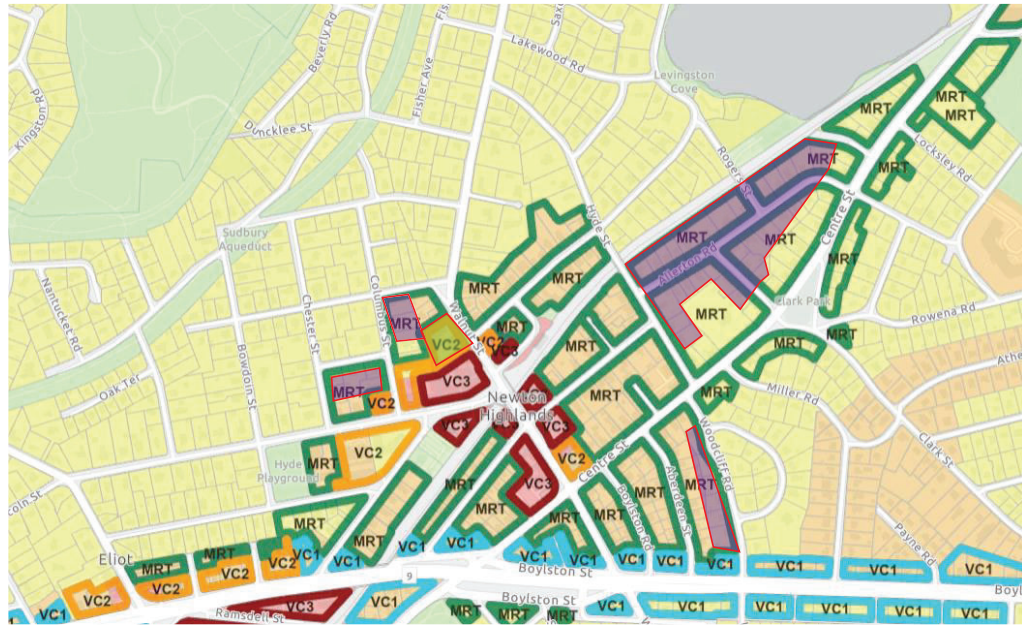 Kingston Rd
Beverly Rd
Fisher Ave
Lakewood Rd
Duncklee St
Levingston
Cove
Rogers St
MRT
MRT
MRT
MRT
MRT
Locksley Rd
Centre St
Hyde St
MRT
MRT
Allerton Rd
MRT
Clark Park
Rowena Rd
Sudbury
Aqueduct
Nantucket Rd
Chester St
Columbus St
Walnut St
MRT
MRT
MRT
MRT
MRT
VC2
VC2
VC3
MRT
MRT
MRT
Bowdoin St
Oak Ter
MRT
VC2
VC3
MRT
MRT
Miller Rd
Newton
Highlands
VC3
VC3
VC2
Centre St
Woodcliff Rd
Clark St
MRT
VC2
Hyde
Playground
MRT
VC3
MRT
MRT
Aberdeen St
MRT
MRT
MRT
MRT
MRT
Boylston Rd
Payne Rd
Eliot
MRT
MRT
VC2
VC2
VC2
VC2
VC1
VC1
VC1
VC1
VC1
VC1
VC1
VC1
VC1
VC1
VC1
VC1
9
Boylston St
Boylston St
VC1
Ramsdell St
VC3
VC1
MRT
MRT
MRT
VC1
VC1
VC1
VC1
VC1
VC1